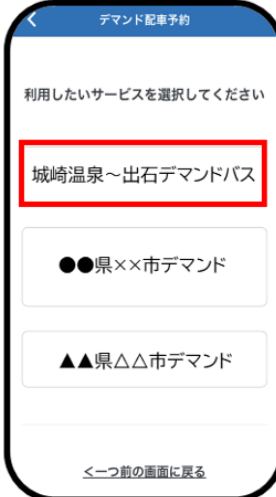 デマンド配車予約
利用したいサービスを選択してください
城崎温泉～出石デマンドバス
●●県××市デマンド
▲▲県△△市デマンド
<一つ前の画面に戻る